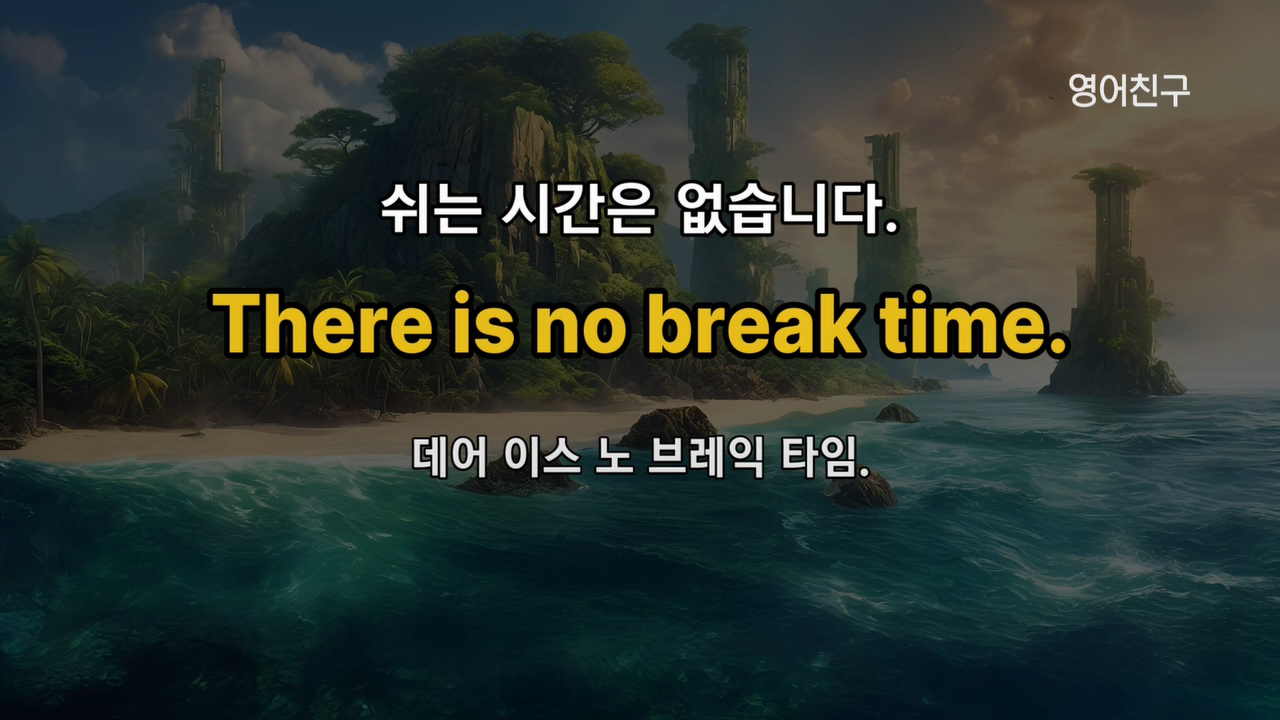 영어친구
쉬는 시간은 없습니다.
There is no break time.
데어 이스 노 브레익 타임.